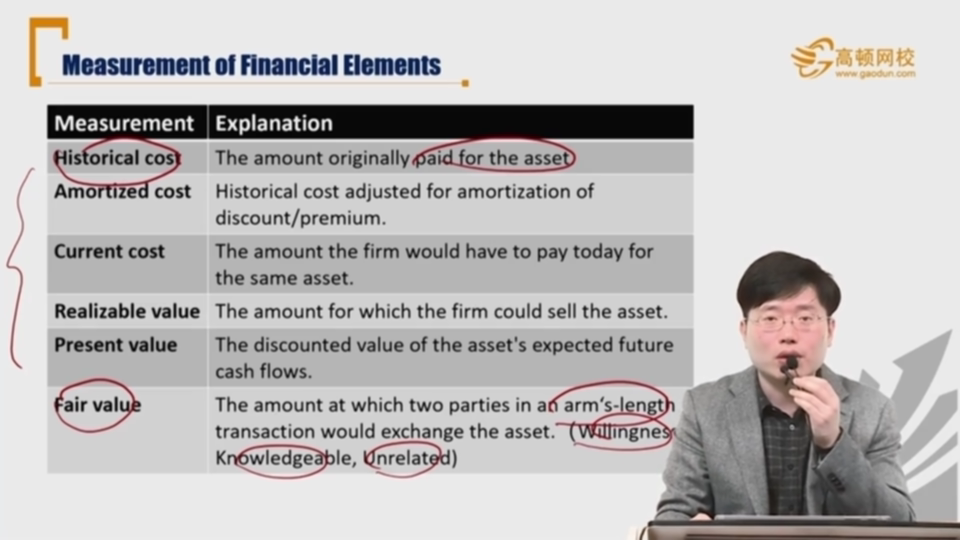 Measurement of Financial Elements
高顿网校
www.gaodun.com
Measurement Explanation
Historical cost The amount originally paid for the asset
Amortized cost Historical cost adjusted for amortization of
discount/premium.
Current cost The amount the firm would have to pay today for
the same asset.
Realizable value The amount for which the firm could sell the asset.
Present value The discounted value of the asset's expected future
cash flows.
Fair value The amount at which two parties in an arm's-length
transaction would exchange the asset. (Willingness
Knowledgeable, Unrelated)